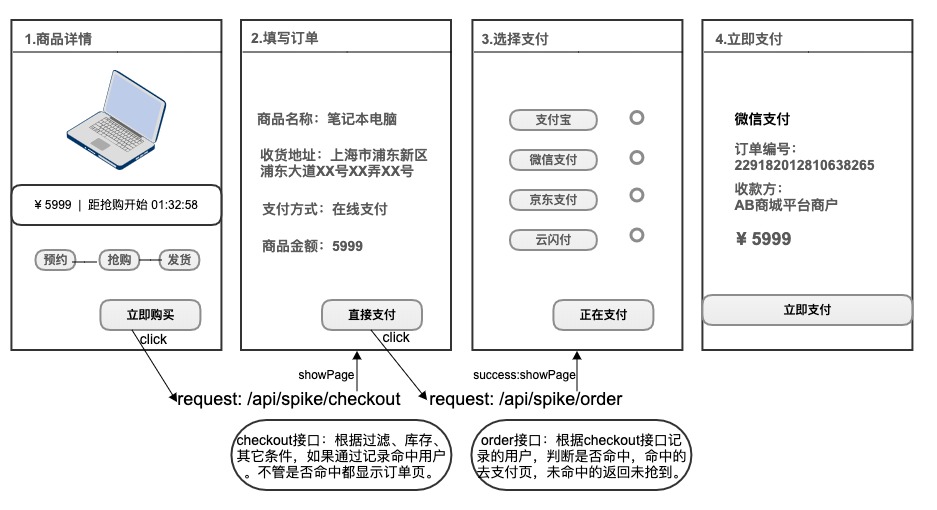 1.商品详情
¥ 5999 | 距抢购开始 01:32:58
预约
抢购
发货
立即购买
click
2.填写订单
商品名称：笔记本电脑
收货地址：上海市浦东新区
浦东大道XX号XX弄XX号
支付方式：在线支付
商品金额：5999
直接支付
click
3.选择支付
支付宝
微信支付
京东支付
云闪付
正在支付
4.立即支付
微信支付
订单编号：
229182012810638265
收款方：
AB商城平台商户
¥ 5999
立即支付
showPage
request: /api/spike/checkout
success:showPage
request: /api/spike/order
checkout接口：根据过滤、库存、
其它条件，如果通过记录命中用户
。不管是否命中都显示订单页。
order接口：根据checkout接口记
录的用户，判断是否命中，命中的
去支付页，未命中的返回未抢到。